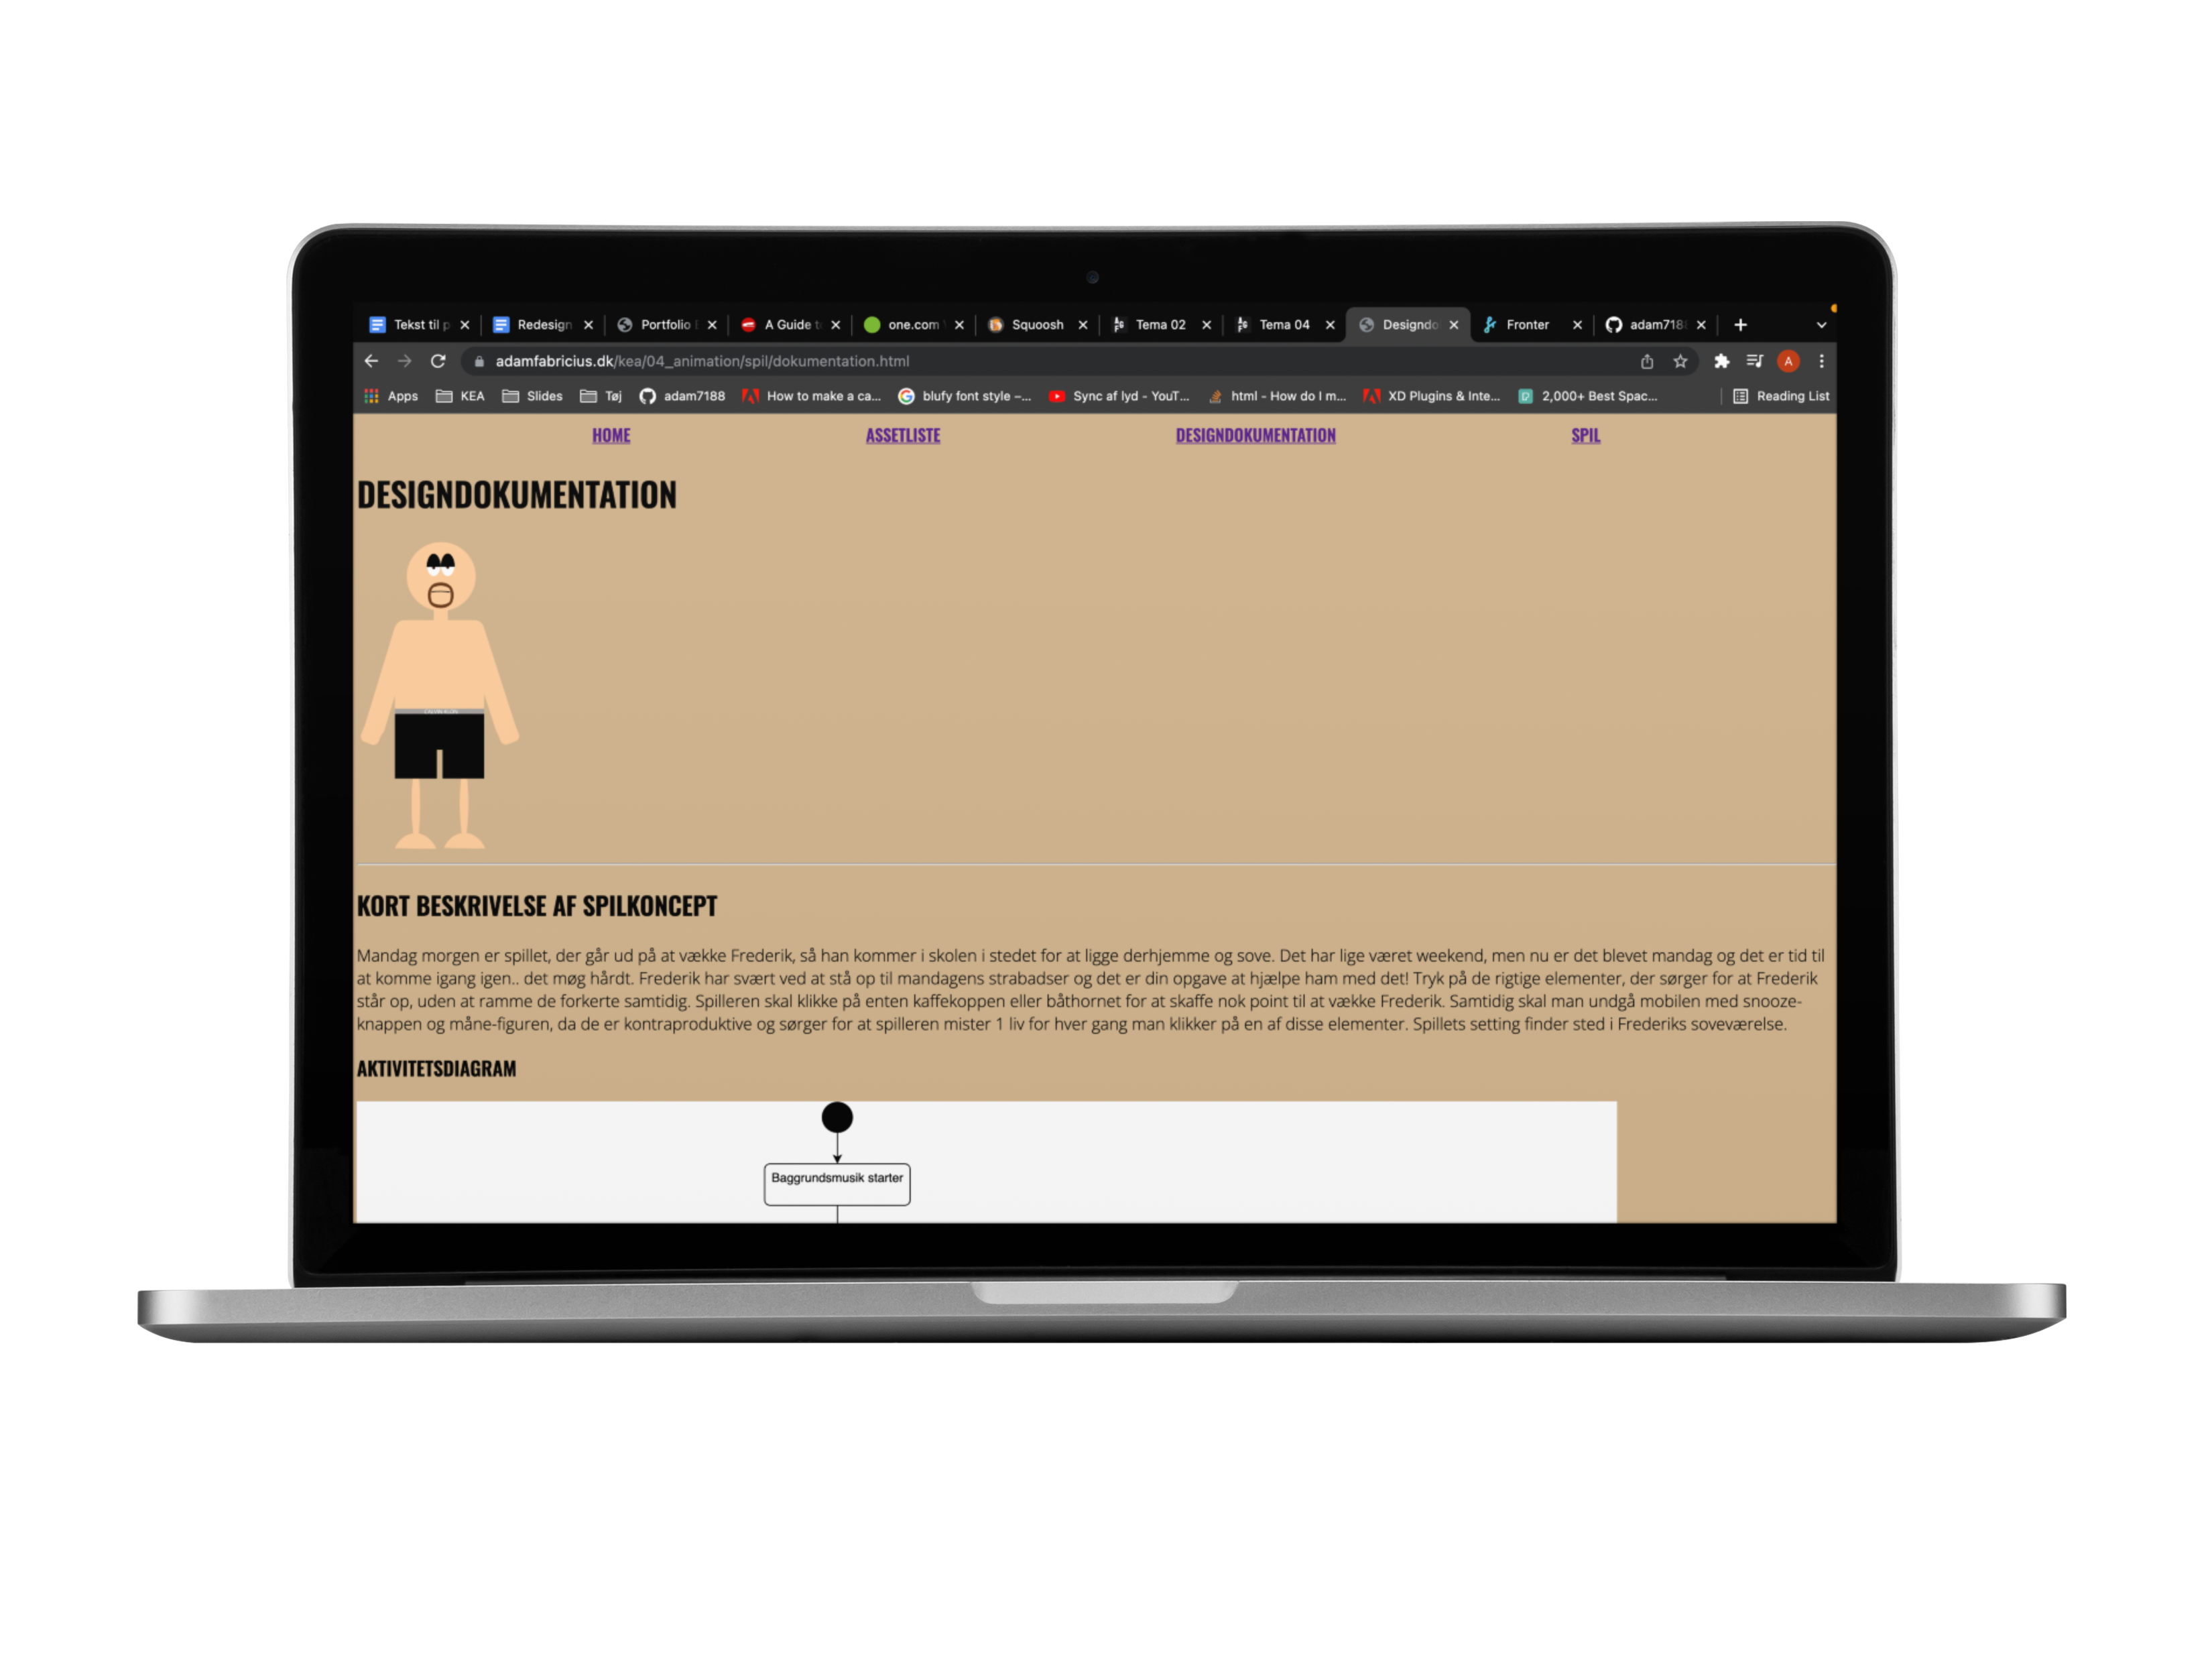 Tekst til p
Redesign
Portfolio
A Guide t
one.com
Squoosh
Tema 02
Tema 04
Designdo
Fronter
adam718
adamfabricius.dk/kea/04_animation/spil/dokumentation.html
A
Apps
KEA
Slides
Tøj
adam7188
How to make a ca...
blufy font style –...
Sync af lyd - YouT...
html - How do I m...
XD Plugins & Inte...
2,000+ Best Spac...
Reading List
HOME
ASSETLISTE
DESIGNDOKUMENTATION
SPIL
DESIGNDOKUMENTATION
KORT BESKRIVELSE AF SPILKONCEPT
Mandag morgen er spillet, der går ud på at vække Frederik, så han kommer i skolen i stedet for at ligge derhjemme og sove. Det har lige været weekend, men nu er det blevet mandag og det er tid til
at komme igang igen.. det møg hårdt. Frederik har svært ved at stå op til mandagens strabadser og det er din opgave at hjælpe ham med det! Tryk på de rigtige elementer, der sørger for at Frederik
står op, uden at ramme de forkerte samtidig. Spilleren skal klikke på enten kaffekoppen eller båthornet for at skaffe nok point til at vække Frederik. Samtidig skal man undgå mobilen med snooze-
knappen og måne-figuren, da de er kontraproduktive og sørger for at spilleren mister 1 liv for hver gang man klikker på en af disse elementer. Spillets setting finder sted i Frederiks soveværelse.
AKTIVITETSDIAGRAM
Baggrundsmusik starter